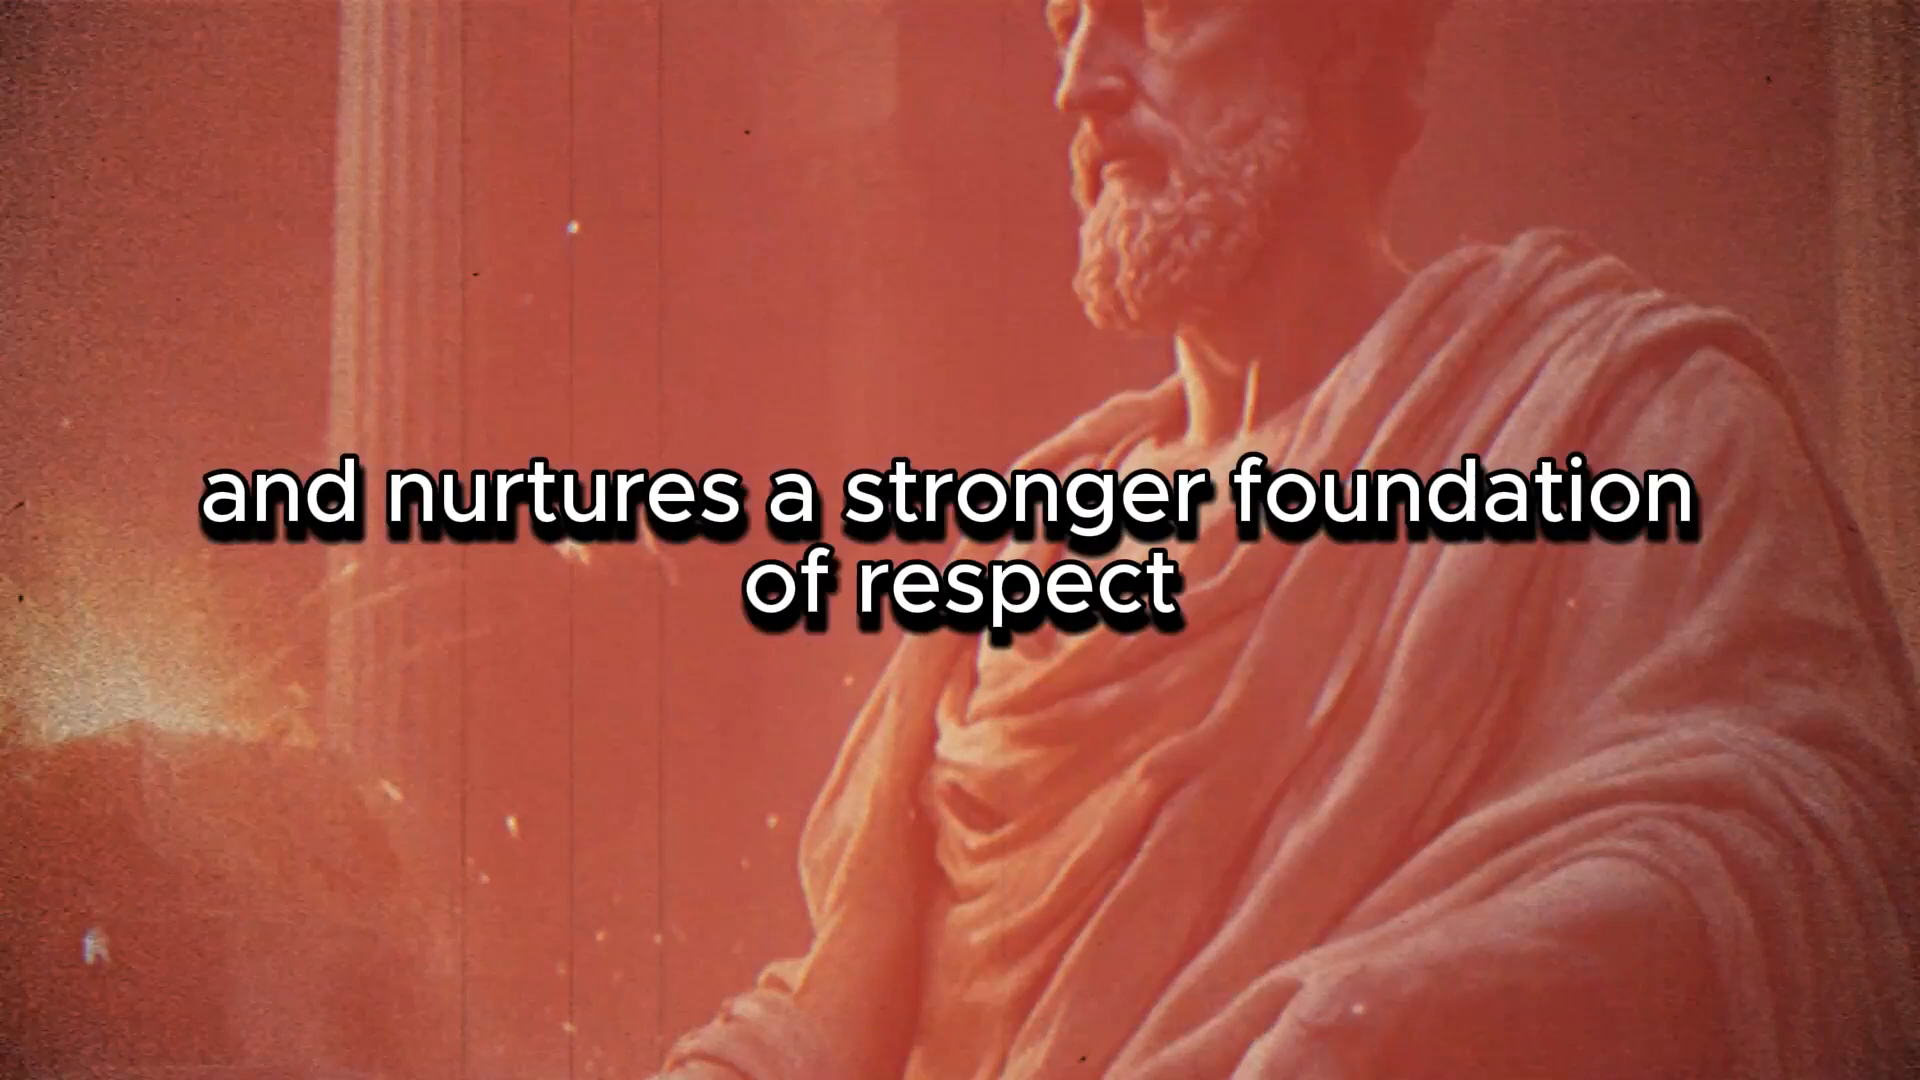 and nurtures a stronger foundation
of respect